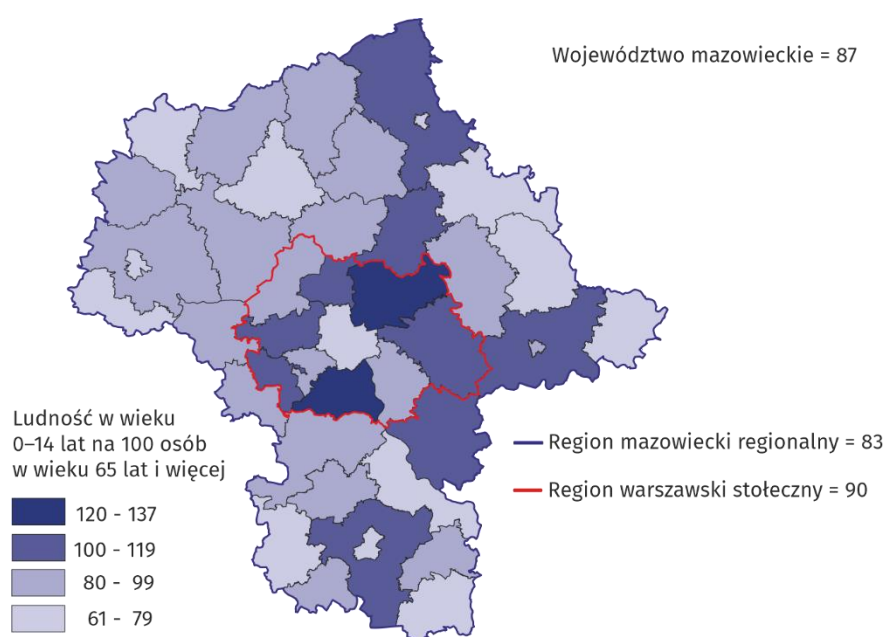 Województwo mazowieckie = 87
Ludność w wieku
0–14 lat na 100 osób
w wieku 65 lat i więcej
120 - 137
100 - 119
80 - 99
61 - 79
Region mazowiecki regionalny = 83
Region warszawski stołeczny = 90